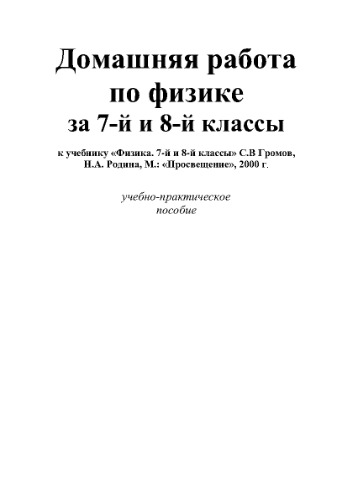 Домашняя работа
по физике
за 7-й и 8-й классы
к учебнику «Физика. 7-й и 8-й классы» С.В Громов,
Н.А. Родина, М.: «Просвещение», 2000 г.
учебно-практическое
пособие